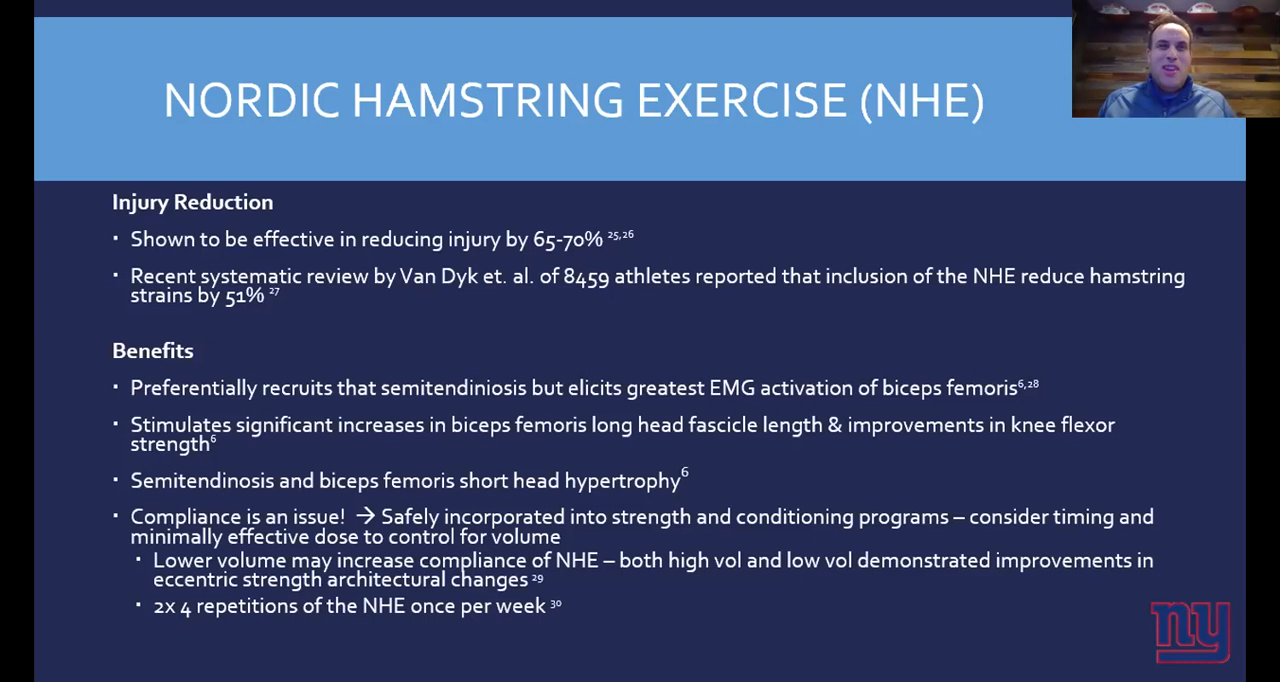 NORDIC HAMSTRING EXERCISE (NHE)
Injury Reduction
· Shown to be effective in reducing injury by 65-70% 25,26
· Recent systematic review by Van Dyk et. al. of 8459 athletes reported that inclusion of the NHE reduce hamstring
strains by 51% 27
Benefits
· Preferentially recruits that semitendiniosis but elicits greatest EMG activation of biceps femoris6,28
· Stimulates significant increases in biceps femoris long head fascicle length & improvements in knee flexor
strength6
· Semitendinosis and biceps femoris short head hypertrophy6
· Compliance is an issue! → Safely incorporated into strength and conditioning programs – consider timing and
minimally effective dose to control for volume
· Lower volume may increase compliance of NHE – both high vol and low vol demonstrated improvements in
eccentric strength architectural changes 29
· 2x 4 repetitions of the NHE once per week 30
ny